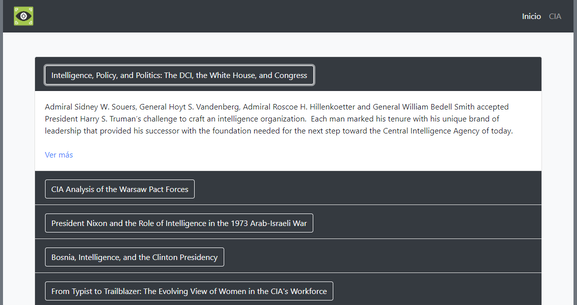 Inicio CIA
Intelligence, Policy, and Politics: The DCI, the White House, and Congress
Admiral Sidney W. Souers, General Hoyt S. Vandenberg, Admiral Roscoe H. Hillenkoetter and General William Bedell Smith accepted
President Harry S. Truman's challenge to craft an intelligence organization. Each man marked his tenure with his unique brand of
leadership that provided his successor with the foundation needed for the next step toward the Central Intelligence Agency of today.
Ver más
CIA Analysis of the Warsaw Pact Forces
President Nixon and the Role of Intelligence in the 1973 Arab-Israeli War
Bosnia, Intelligence, and the Clinton Presidency
From Typist to Trailblazer: The Evolving View of Women in the CIA's Workforce